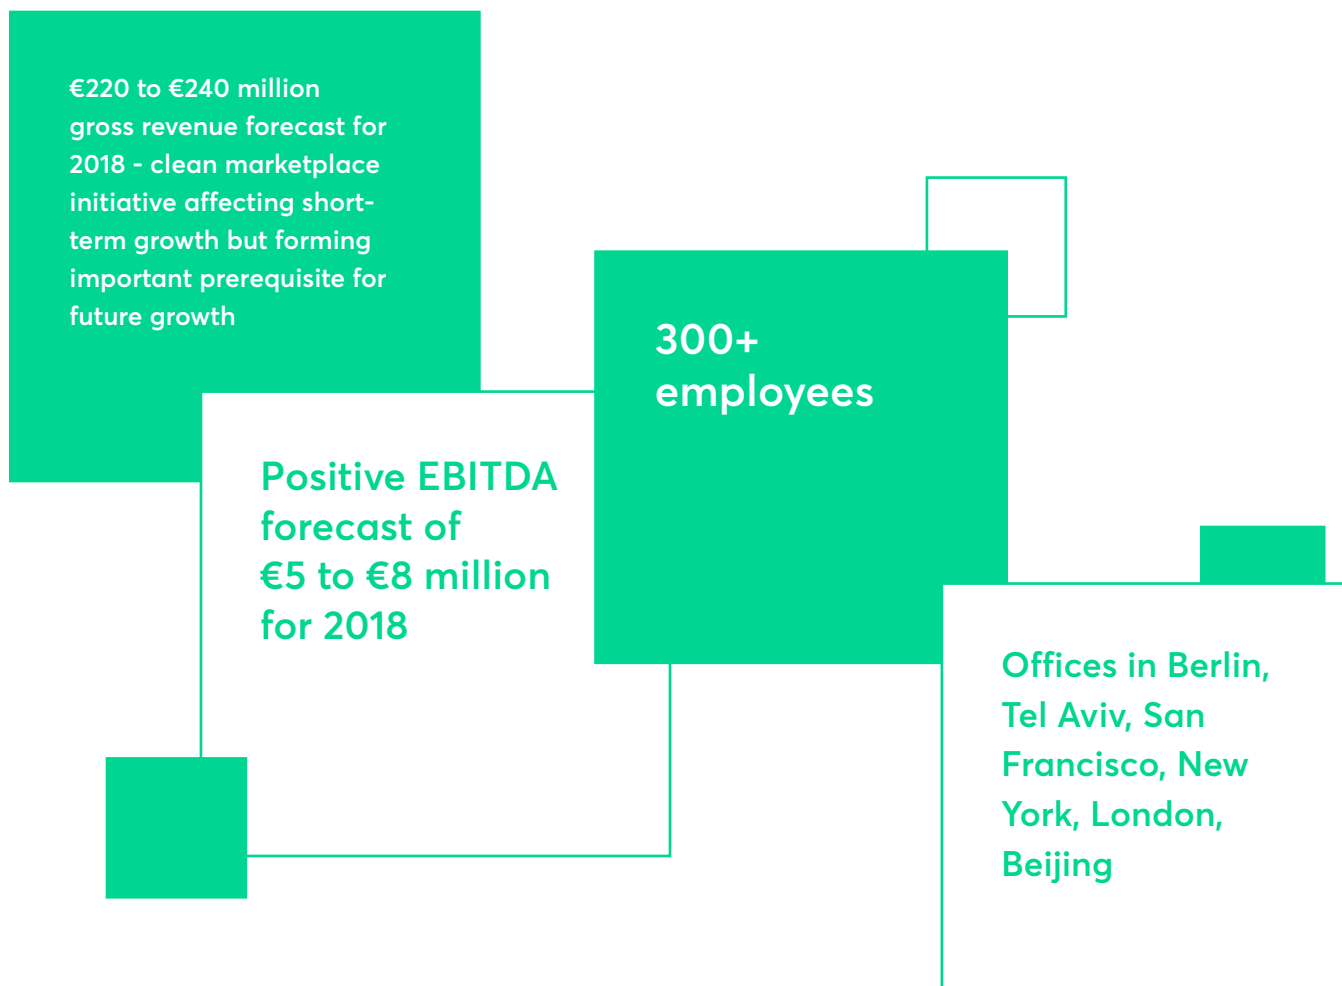 €220 to €240 million
gross revenue forecast for
2018 - clean marketplace
initiative affecting short-
term growth but forming
important prerequisite for
future growth
Positive EBITDA
forecast of
€5 to €8 million
for 2018
300+
employees
Offices in Berlin,
Tel Aviv, San
Francisco, New
York, London,
Beijing